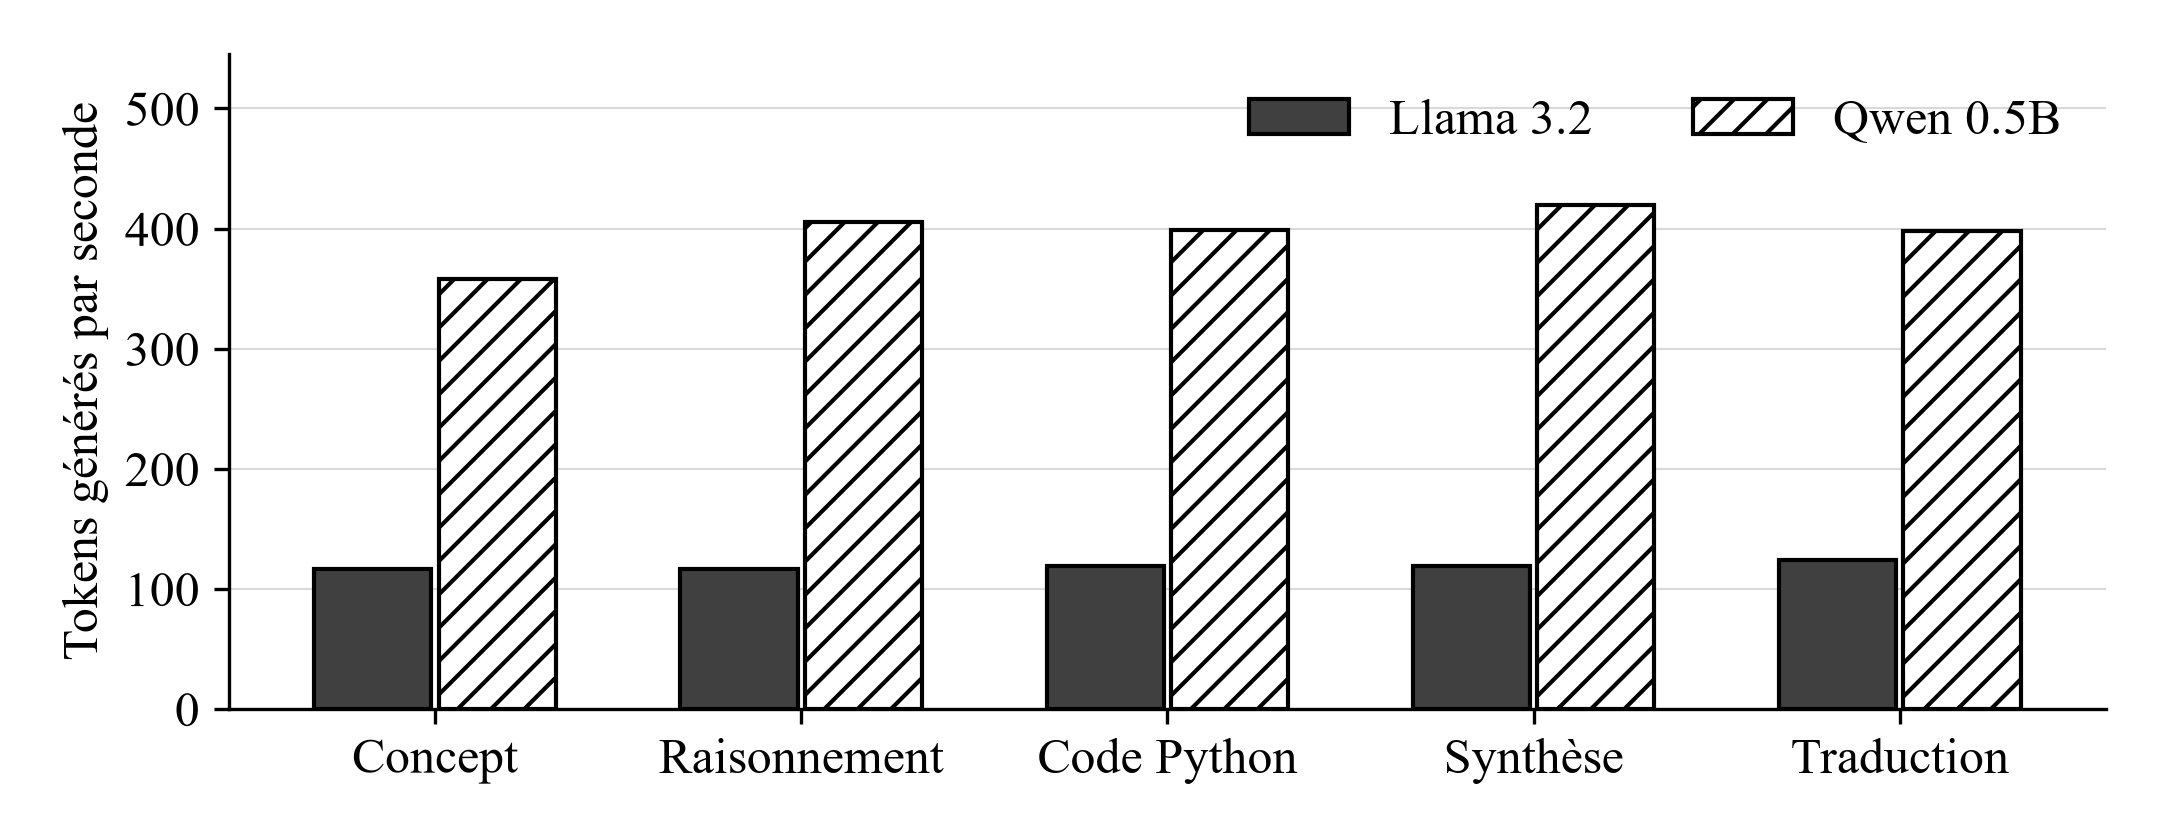 Tokens générés par seconde
500
400
300
200
100
0
Llama 3.2
Qwen 0.5B
Concept
Raisonnement
Code Python
Synthèse
Traduction